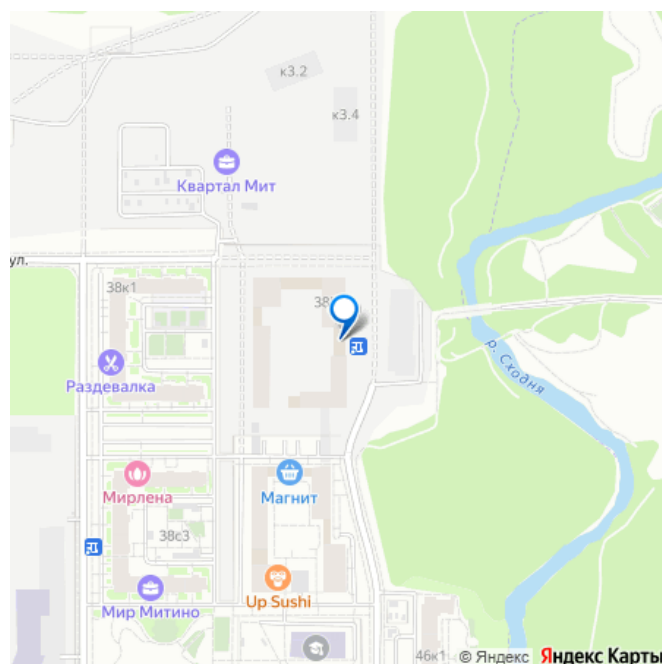 к3.2
к3.4
Квартал Мит
ул.
38к1
Раздевалка
р. Сходня
Мирлена
Магнит
38с3
Мир Митино
Up Sushi
46к1
© Яндекс Яндекс Карты